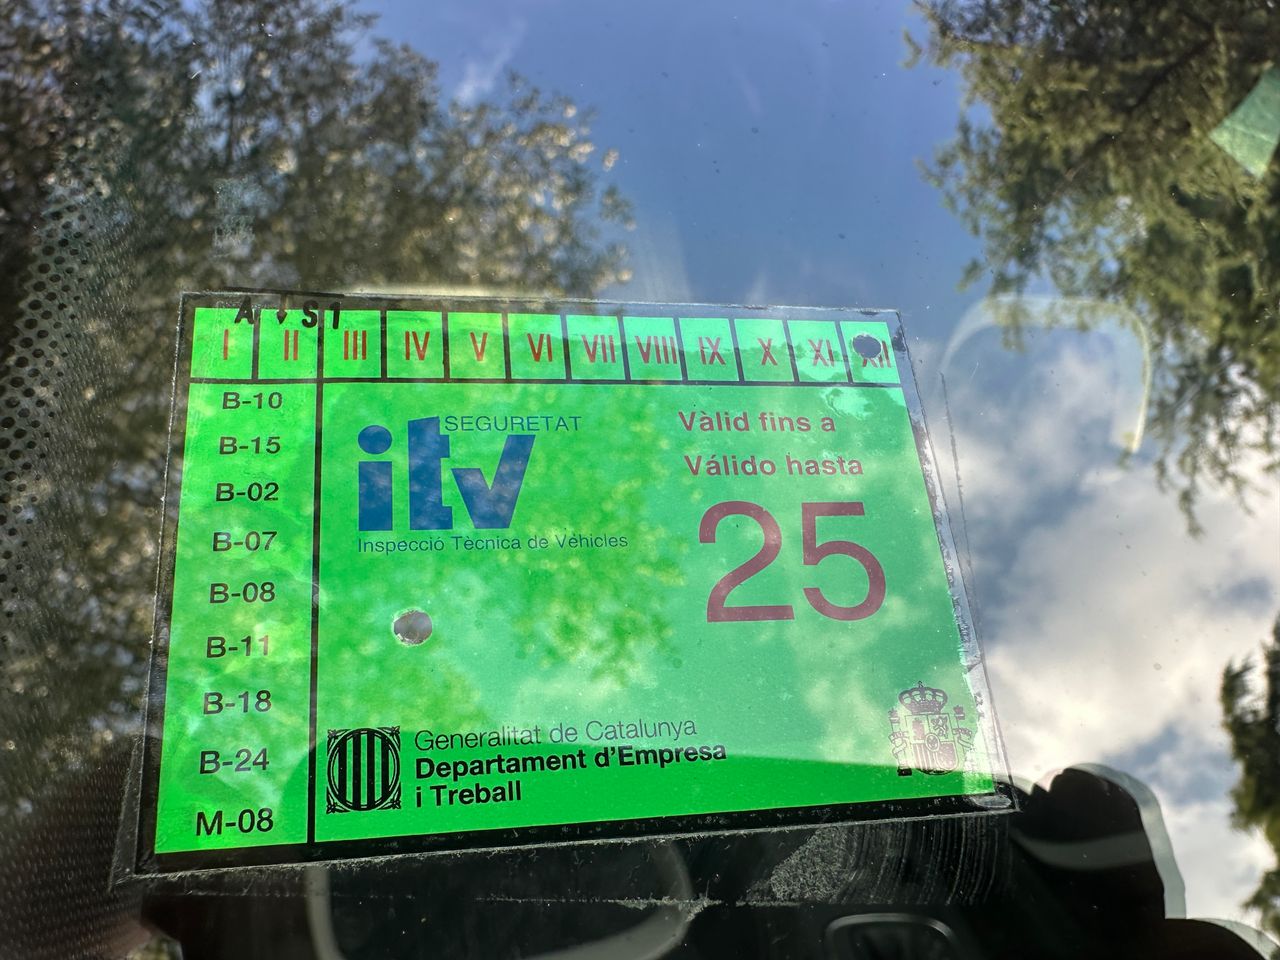 I II III IV V VI VII VIII IX X XI XII
B-10
B-15
B-02
B-07
B-08
B-11
B-18
B-24
M-08
SEGURETAT
itv
Inspecció Tècnica de Vehicles
Vàlid fins a
Válido hasta
25
Generalitat de Catalunya
Departament d'Empresa
i Treball